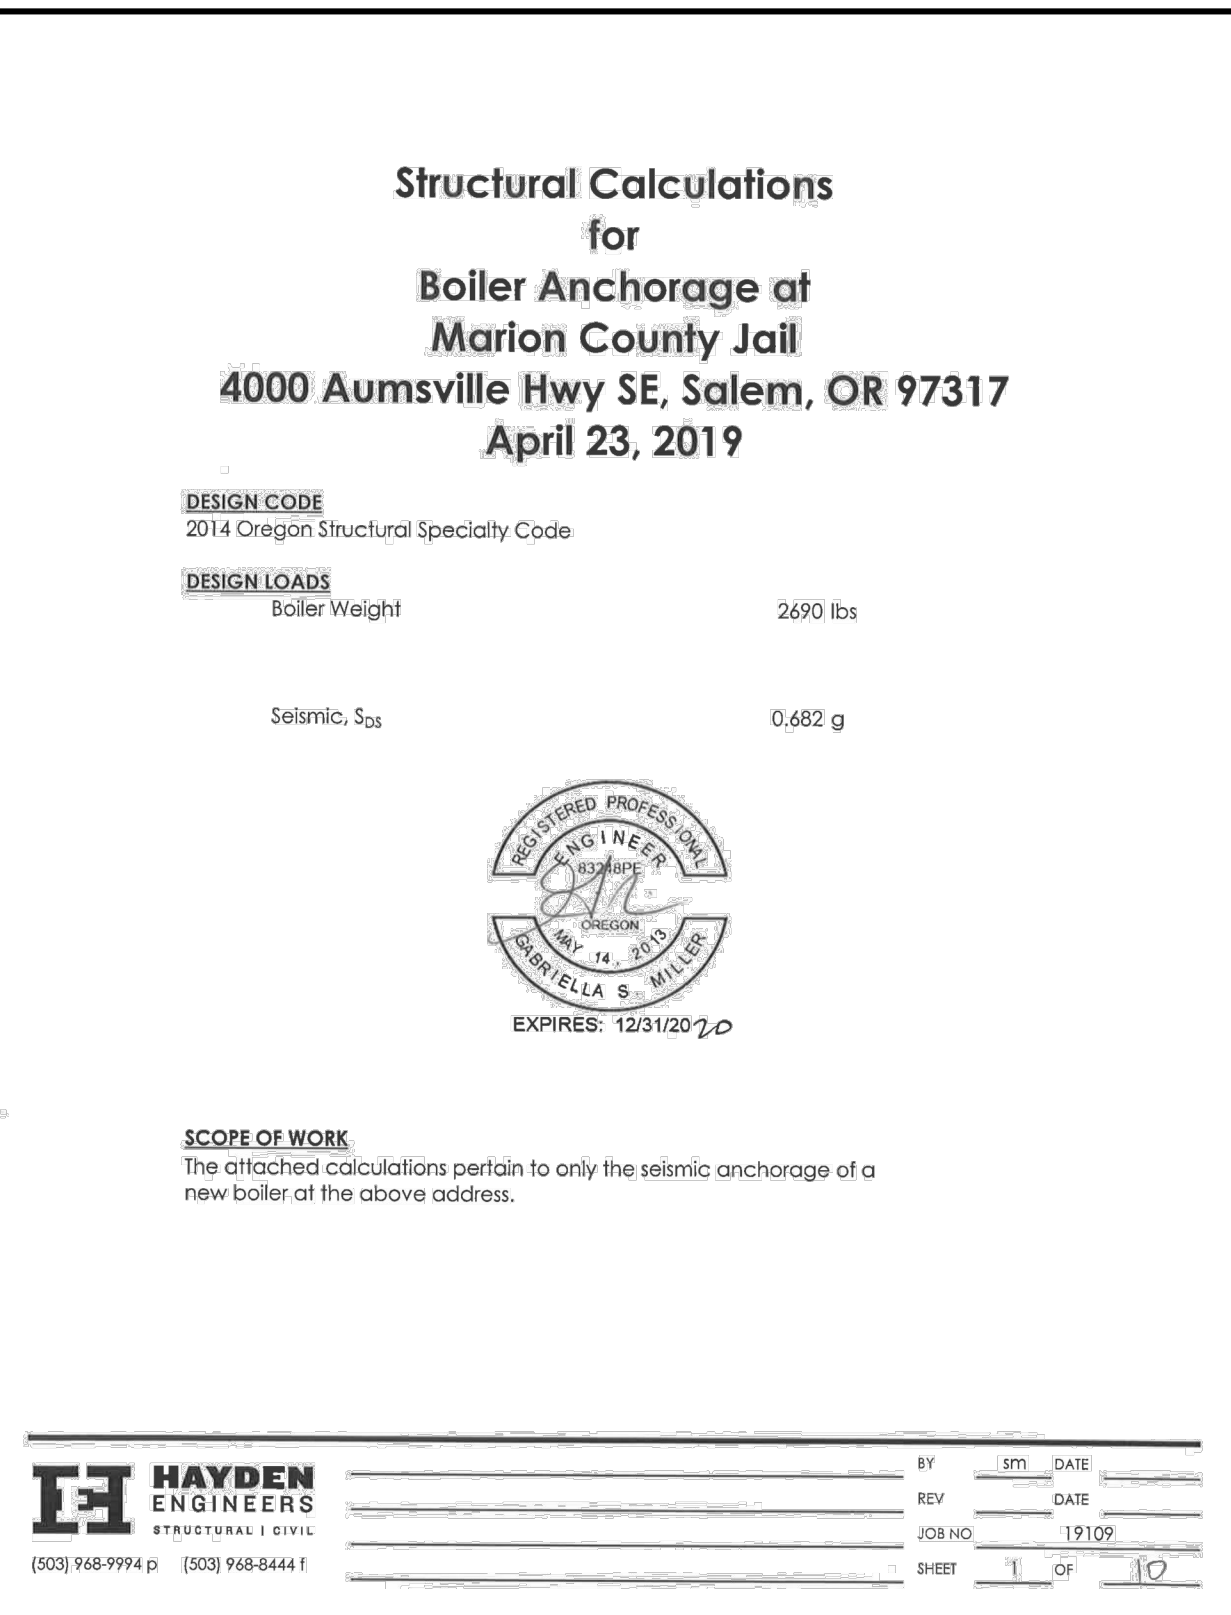 Structural Calculations
for
Boiler Anchorage at
Marion County Jail
4000 Aumsville Hwy SE, Salem, OR 97317
April 23, 2019
DESIGN CODE
2014 Oregon Structural Specialty Code
DESIGN LOADS
Boiler Weight 2690 lbs
Seismic, SDS 0.682 g
REGISTERED PROFESSIONAL
ENGINEER
83248PE
OREGON
MAY 14, 2013
GABRIELLA S. MILLER
EXPIRES: 12/31/2020
SCOPE OF WORK
The attached calculations pertain to only the seismic anchorage of a
new boiler at the above address.
HAYDEN
ENGINEERS
STRUCTURAL | CIVIL
(503) 968-9994 p (503) 968-8444 f
BY sm DATE
REV DATE
JOB NO 19109
SHEET 1 OF 10